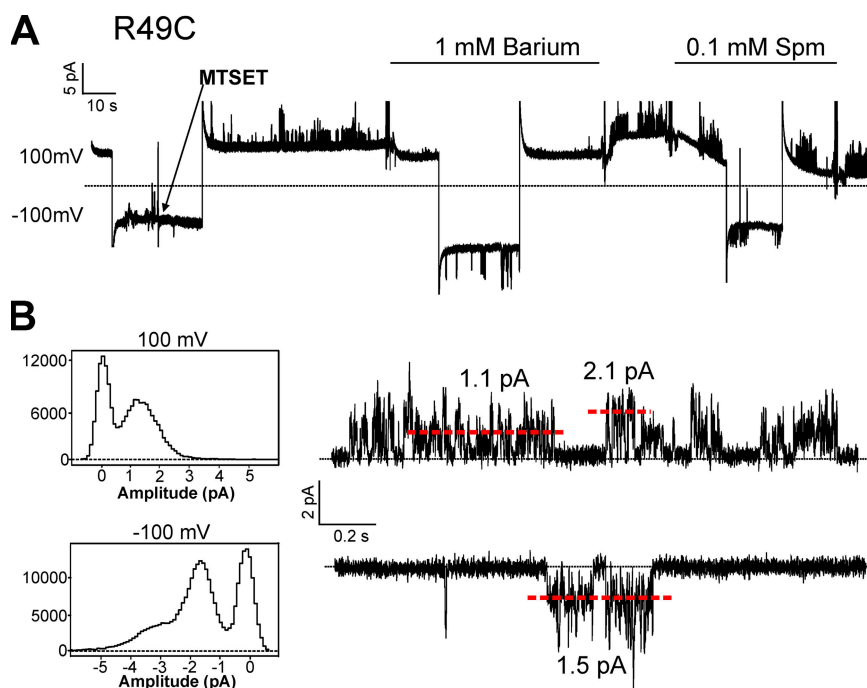 A
R49C
1 mM Barium
0.1 mM Spm
5 pA
10 s
MTSET
100mV
-100mV
B
100 mV
12000
6000
0
0 1 2 3 4 5
Amplitude (pA)
-100 mV
10000
5000
0
-5 -4 -3 -2 -1 0
Amplitude (pA)
1.1 pA
2.1 pA
2 pA
0.2 s
1.5 pA